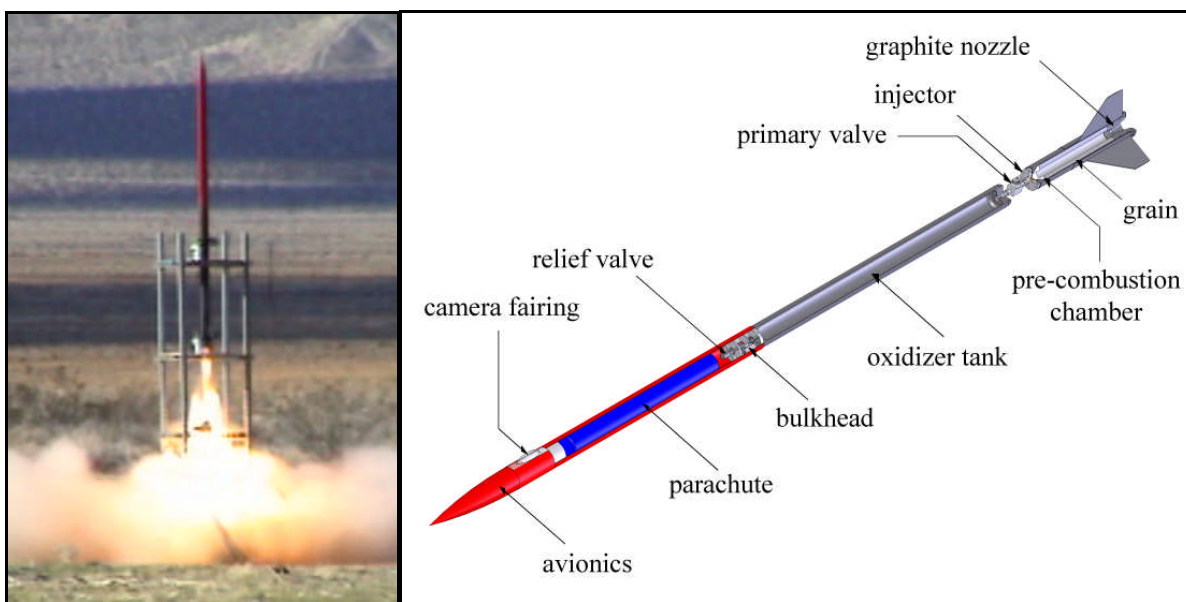 graphite nozzle
injector
primary valve
grain
pre-combustion
chamber
relief valve
camera fairing
oxidizer tank
bulkhead
parachute
avionics